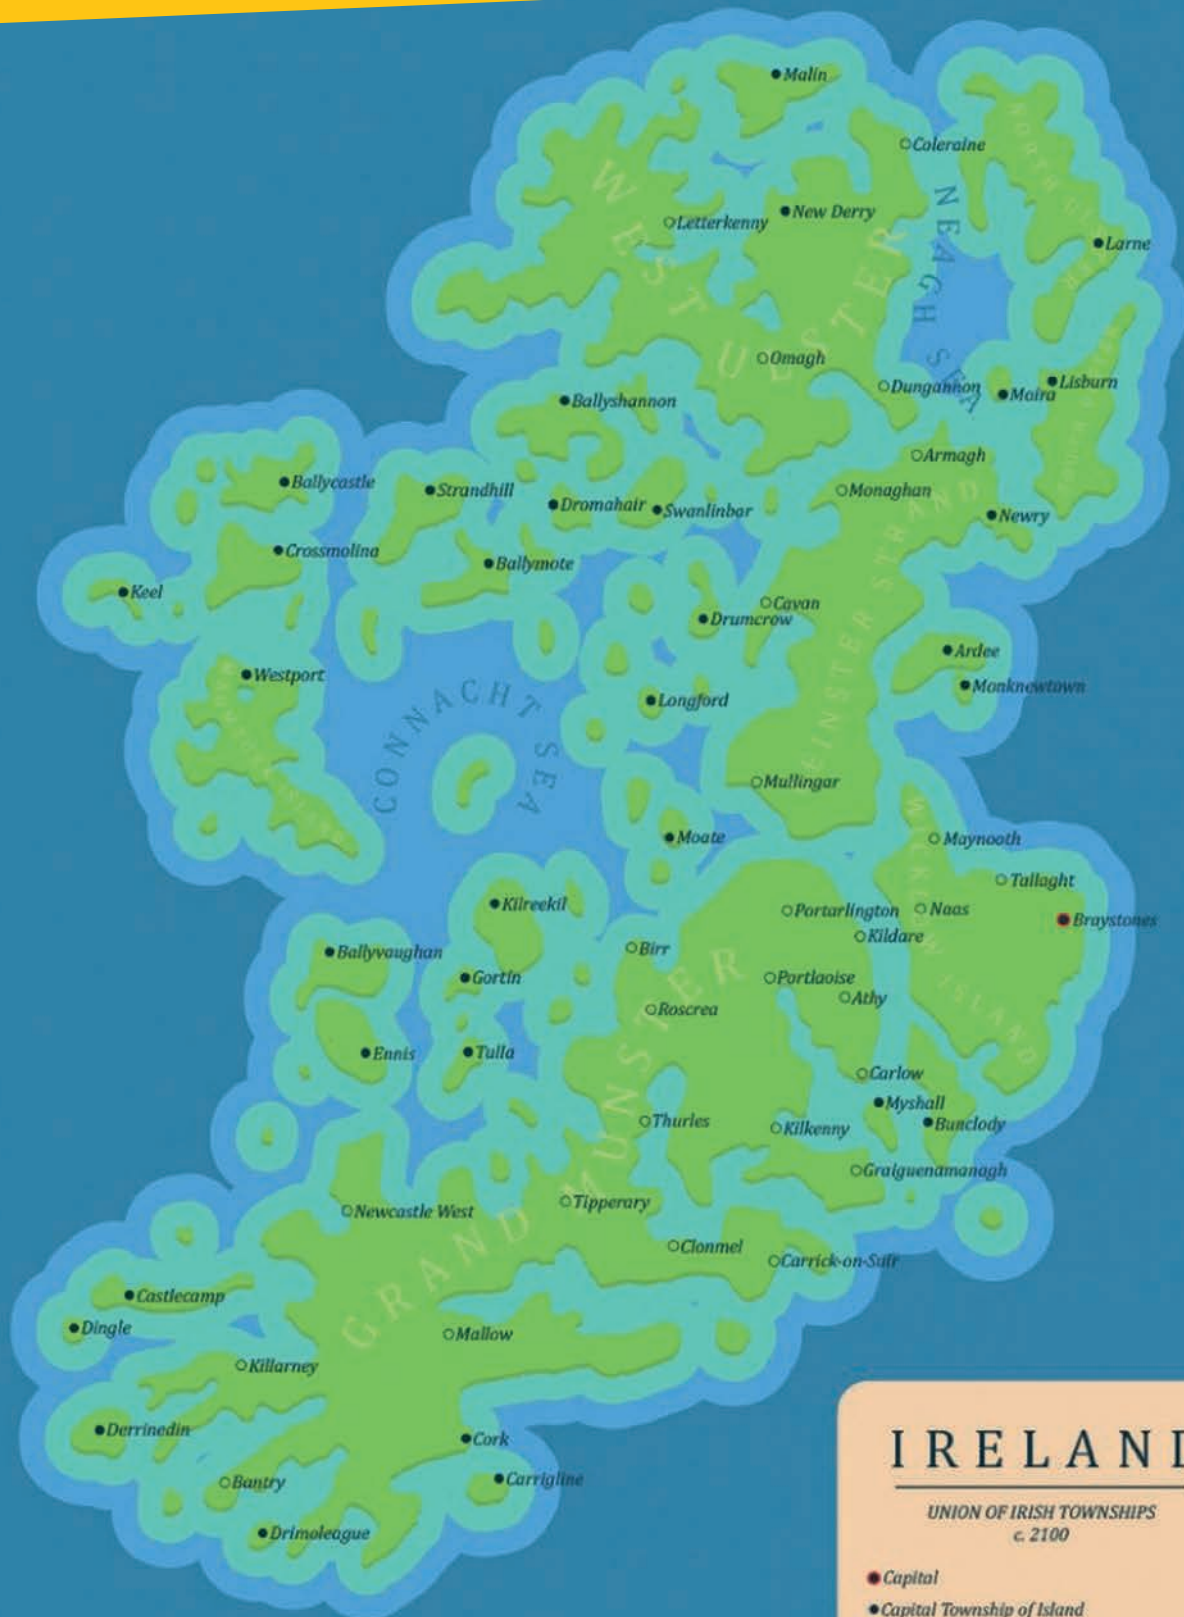 Malin
Coleraine
NORTH
Letterkenny
New Derry
Larne
WEST ULSTER
NEAGH SEA
Omagh
Dungannon
Moira
Lisburn
Ballyshannon
Armagh
Ballycastle
Strandhill
Monaghan
Dromahair
Swanlinbar
Newry
Crossmolina
Ballymote
Keel
Cavan
Drumcrow
LEINSTER STRAND
Ardee
Westport
Monknewtown
Longford
CONNACHT SEA
Mullingar
Moate
Maynooth
Tallaght
Kilreekil
Portarlington
Naas
Braystones
Kildare
Birr
Ballyvaughan
Gortin
Portlaoise
Athy
Roscrea
WICKLOW ISLAND
Ennis
Tulla
Carlow
Myshall
Thurles
Kilkenny
Bunclody
Graiguenamanagh
Newcastle West
Tipperary
GRAND MUNSTER
Clonmel
Carrick-on-Suir
Castlecamp
Dingle
Mallow
Killarney
Derrinedin
Cork
Bantry
Carrigline
Drimoleague
IRELAND
UNION OF IRISH TOWNSHIPS
c. 2100
Capital
Capital Township of Island